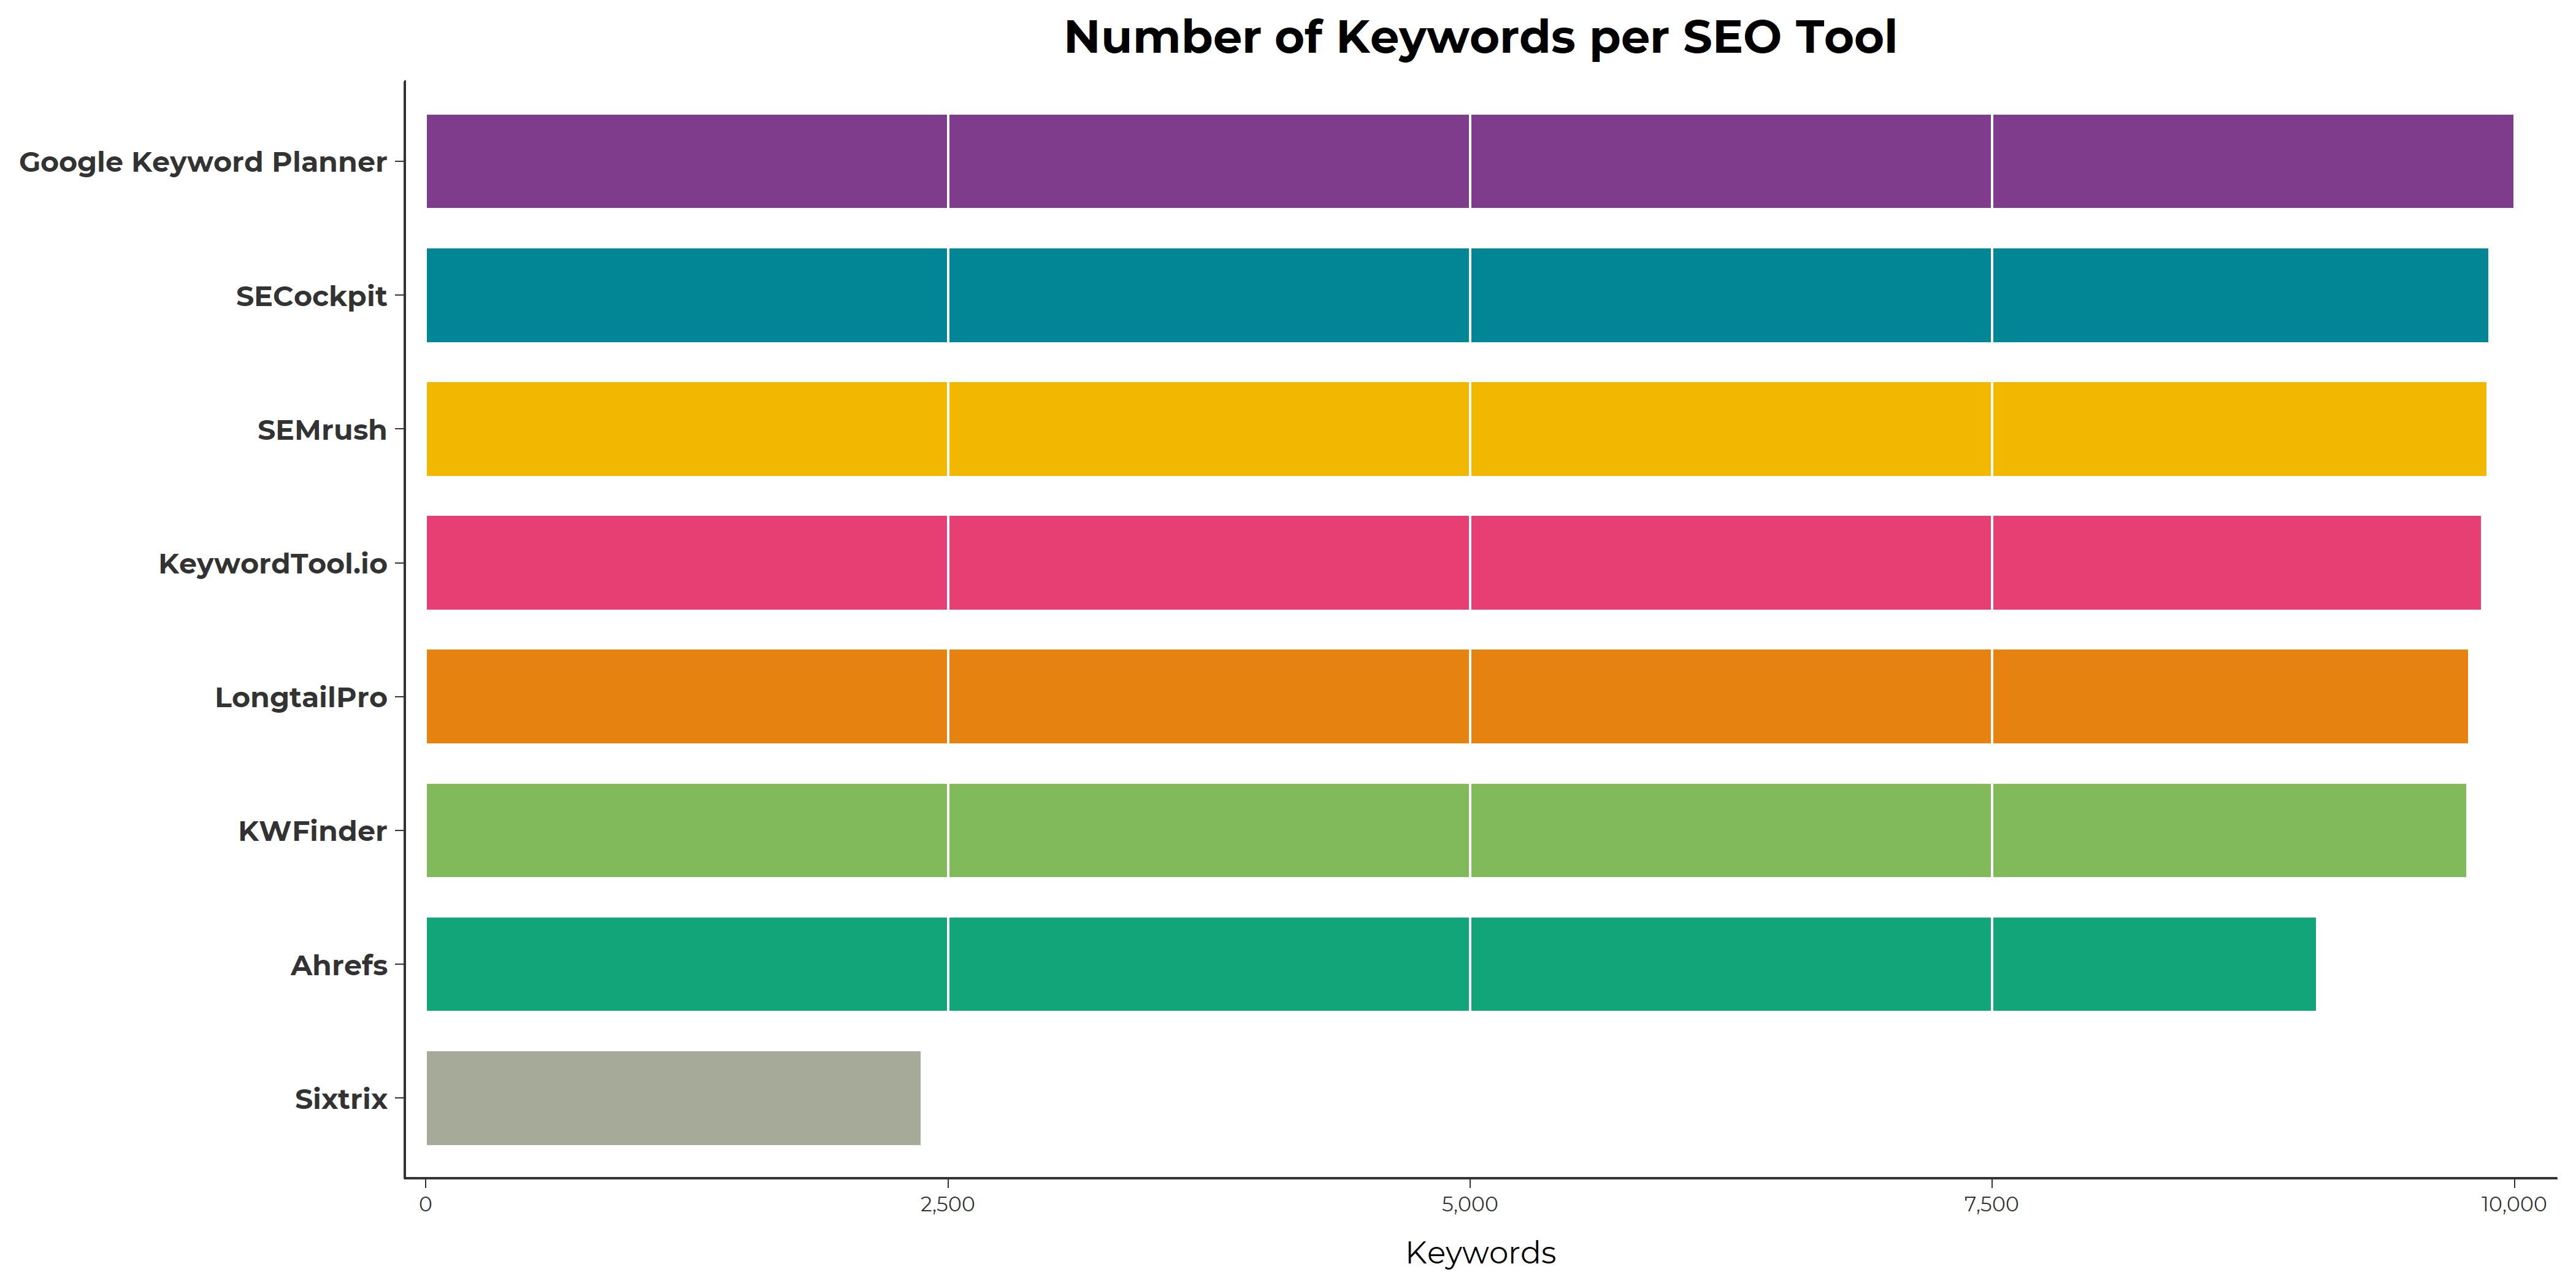 Number of Keywords per SEO Tool
Google Keyword Planner
SECockpit
SEMrush
KeywordTool.io
LongtailPro
KWFinder
Ahrefs
Sixtrix
0
2,500
5,000
7,500
10,000
Keywords